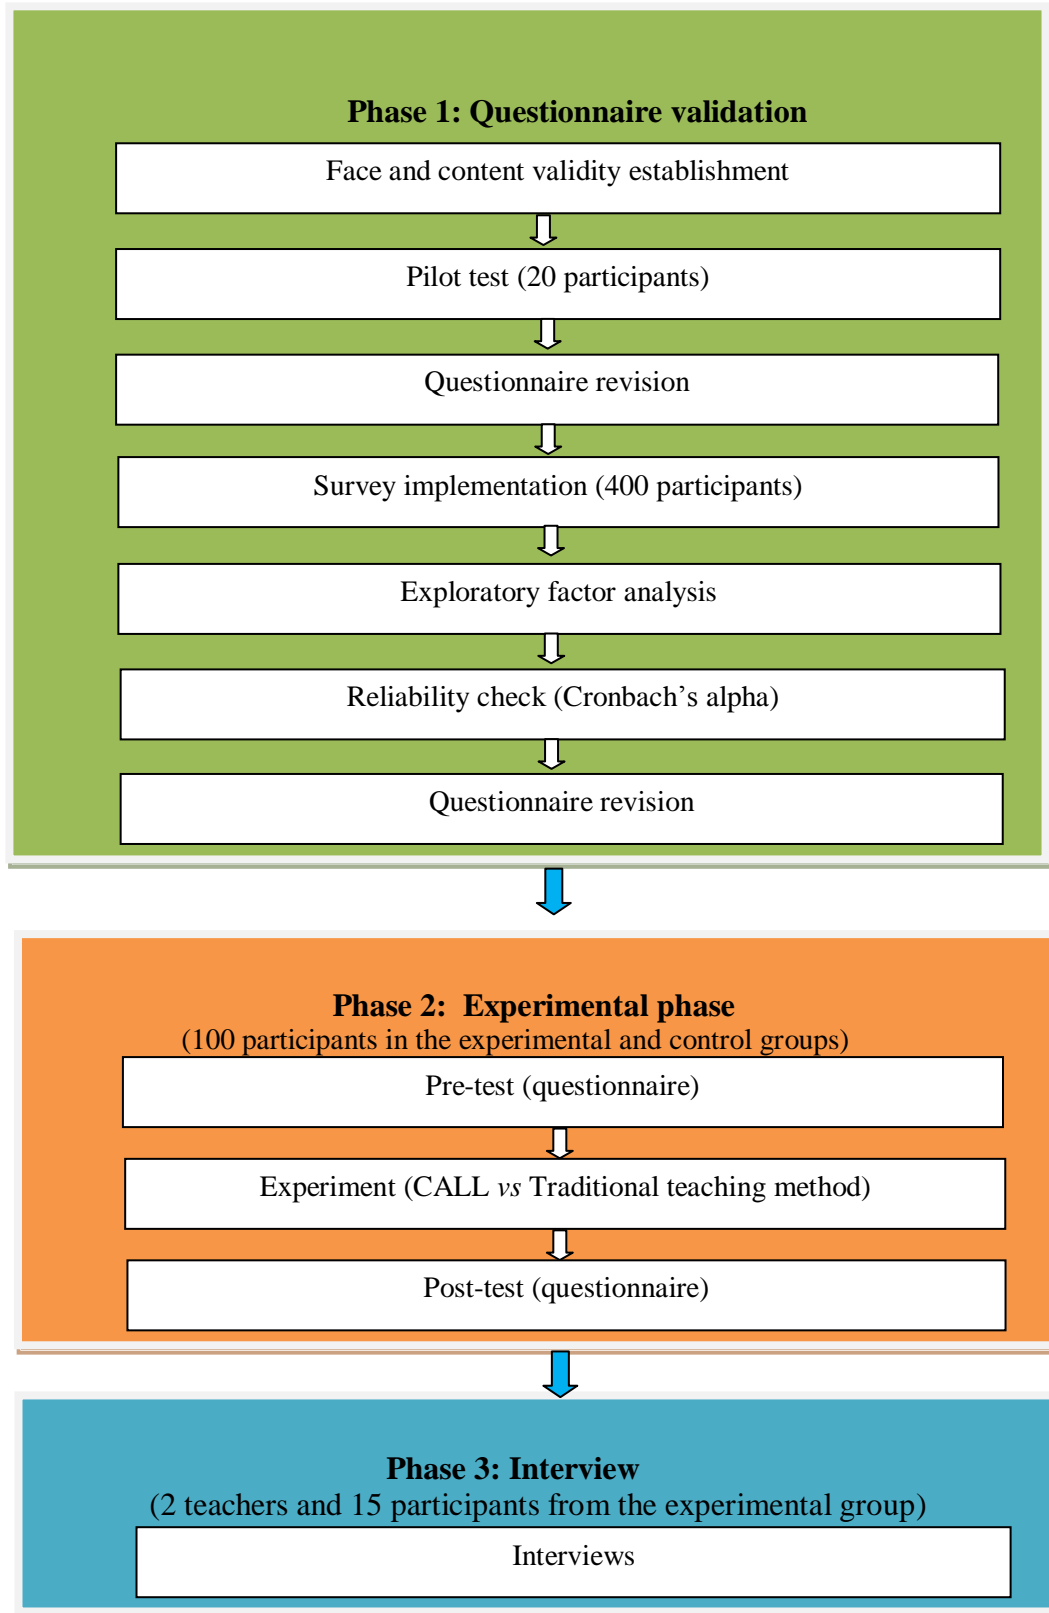 Phase 1: Questionnaire validation
Face and content validity establishment
Pilot test (20 participants)
Questionnaire revision
Survey implementation (400 participants)
Exploratory factor analysis
Reliability check (Cronbach’s alpha)
Questionnaire revision
Phase 2:  Experimental phase
(100 participants in the experimental and control groups)
Pre-test (questionnaire)
Experiment (CALL vs Traditional teaching method)
Post-test (questionnaire)
Phase 3: Interview
(2 teachers and 15 participants from the experimental group)
Interviews